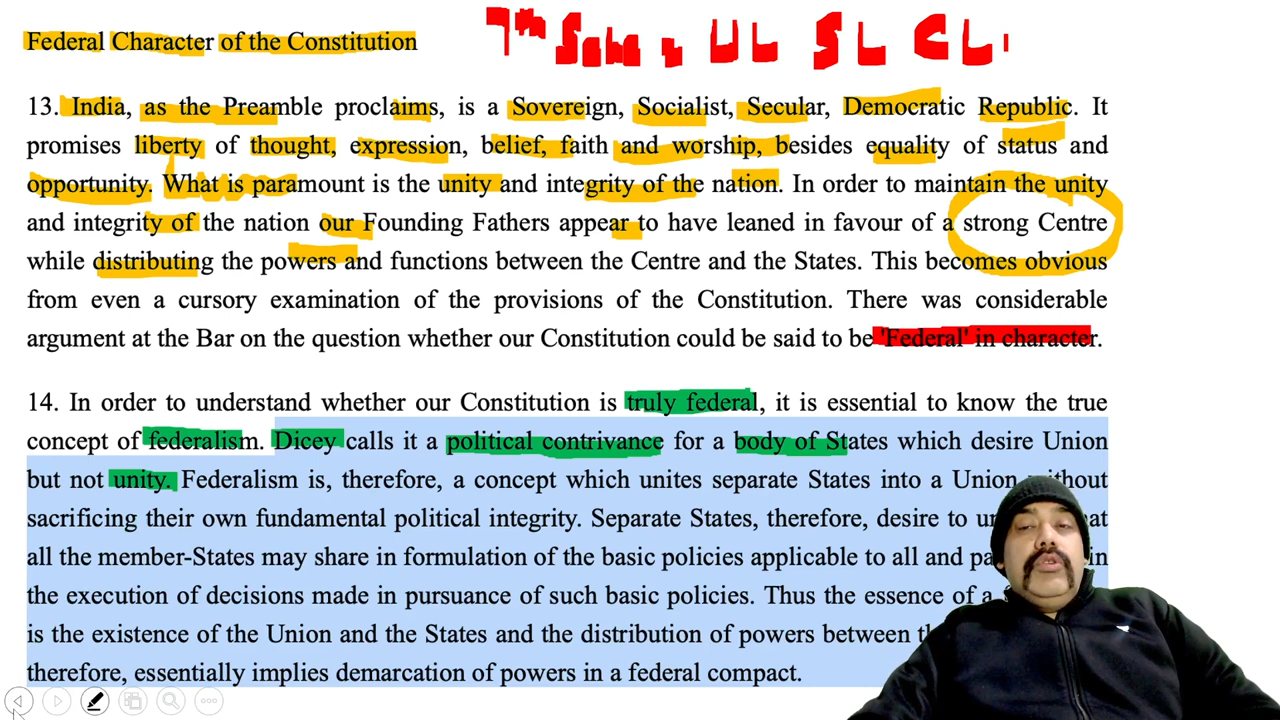 Federal Character of the Constitution
7th Sche UL SL CL
13. India, as the Preamble proclaims, is a Sovereign, Socialist, Secular, Democratic Republic. It
promises liberty of thought, expression, belief, faith and worship, besides equality of status and
opportunity. What is paramount is the unity and integrity of the nation. In order to maintain the unity
and integrity of the nation our Founding Fathers appear to have leaned in favour of a strong Centre
while distributing the powers and functions between the Centre and the States. This becomes obvious
from even a cursory examination of the provisions of the Constitution. There was considerable
argument at the Bar on the question whether our Constitution could be said to be 'Federal' in character.
14. In order to understand whether our Constitution is truly federal, it is essential to know the true
concept of federalism. Dicey calls it a political contrivance for a body of States which desire Union
but not unity. Federalism is, therefore, a concept which unites separate States into a Union without
sacrificing their own fundamental political integrity. Separate States, therefore, desire to
all the member-States may share in formulation of the basic policies applicable to all and in
the execution of decisions made in pursuance of such basic policies. Thus the essence of a
is the existence of the Union and the States and the distribution of powers between
therefore, essentially implies demarcation of powers in a federal compact.